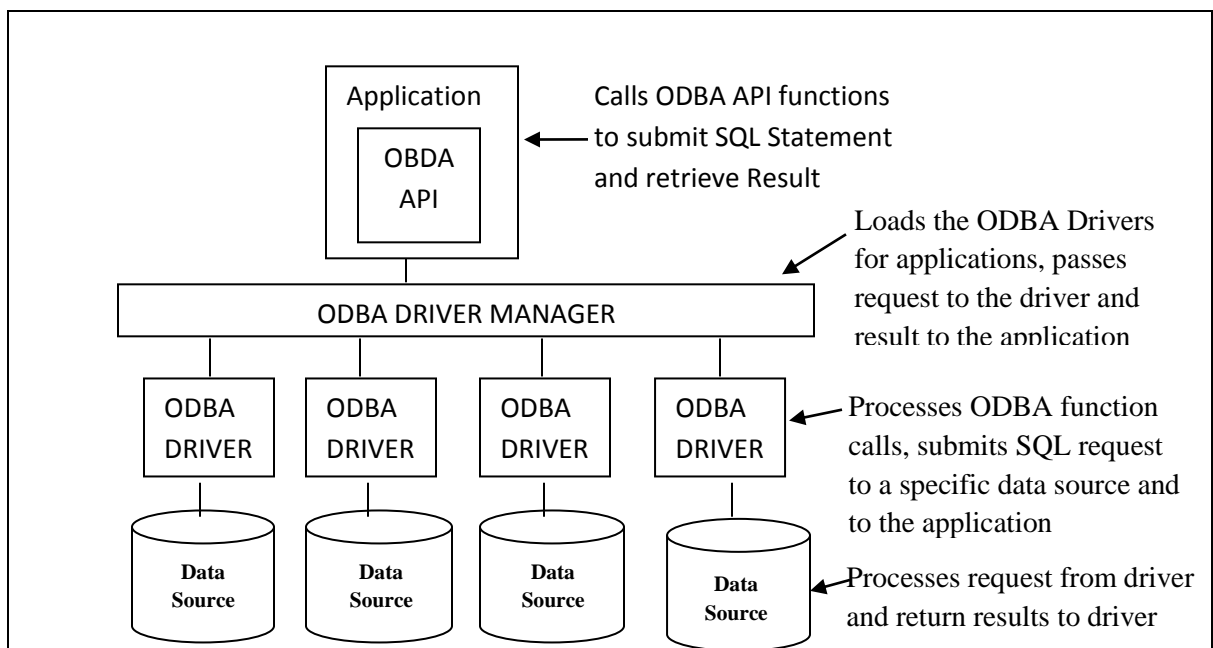 Application
OBDA
API
Calls ODBA API functions
to submit SQL Statement
and retrieve Result
Loads the ODBA Drivers
for applications, passes
request to the driver and
result to the application
ODBA DRIVER MANAGER
ODBA
DRIVER
ODBA
DRIVER
ODBA
DRIVER
ODBA
DRIVER
Processes ODBA function
calls, submits SQL request
to a specific data source and
to the application
Data
Source
Data
Source
Data
Source
Data
Source
Processes request from driver
and return results to driver